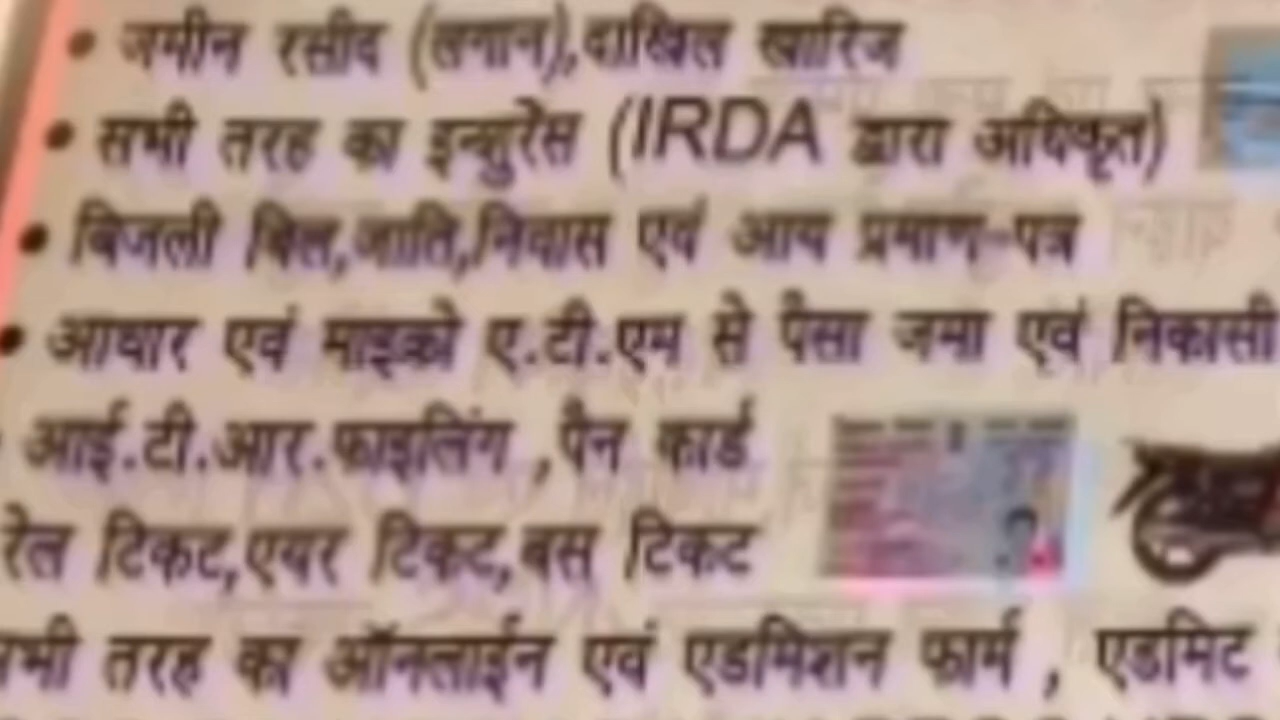 • जमीन रसीद (लगान),दाखिल खारिज
• सभी तरह का इन्शुरेंस (IRDA द्वारा अधिकृत)
• बिजली बिल,जाति,निवास एवं आय प्रमाण-पत्र
• आधार एवं माइक्रो ए.टी.एम से पैसा जमा एवं निकासी
आई.टी.आर.फाइलिंग ,पैन कार्ड
रेल टिकट,एयर टिकट,बस टिकट
सभी तरह का ऑनलाईन एवं एडमिशन फार्म , एडमिट